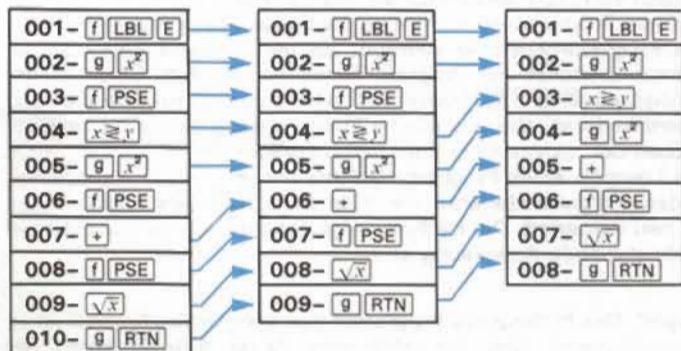 001– f LBL E
002– g x²
003– f PSE
004– x≷y
005– g x²
006– f PSE
007– +
008– f PSE
009– √x̅
010– g RTN
001– f LBL E
002– g x²
003– f PSE
004– x≷y
005– g x²
006– +
007– f PSE
008– √x̅
009– g RTN
001– f LBL E
002– g x²
003– x≷y
004– g x²
005– +
006– f PSE
007– √x̅
008– g RTN